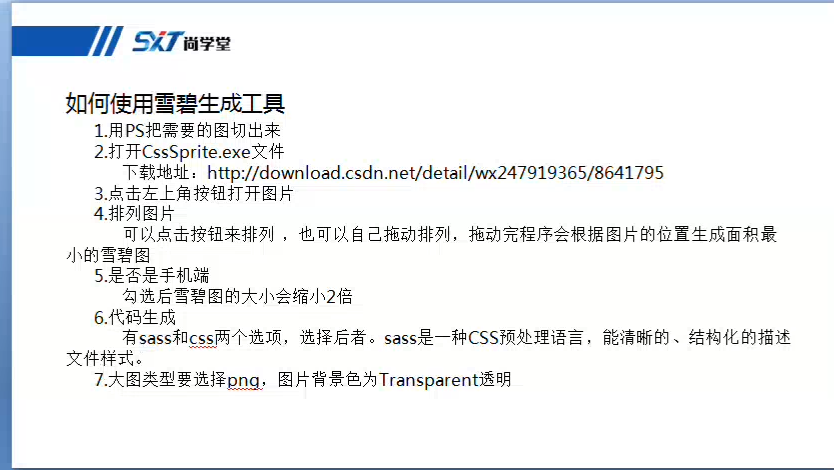 SXT尚学堂
如何使用雪碧生成工具
1.用PS把需要的图切出来
2.打开CssSprite.exe文件
下载地址：http://download.csdn.net/detail/wx247919365/8641795
3.点击左上角按钮打开图片
4.排列图片
可以点击按钮来排列 ，也可以自己拖动排列，拖动完程序会根据图片的位置生成面积最
小的雪碧图
5.是否是手机端
勾选后雪碧图的大小会缩小2倍
6.代码生成
有sass和css两个选项，选择后者。sass是一种CSS预处理语言，能清晰的、结构化的描述
文件样式。
7.大图类型要选择png，图片背景色为Transparent透明